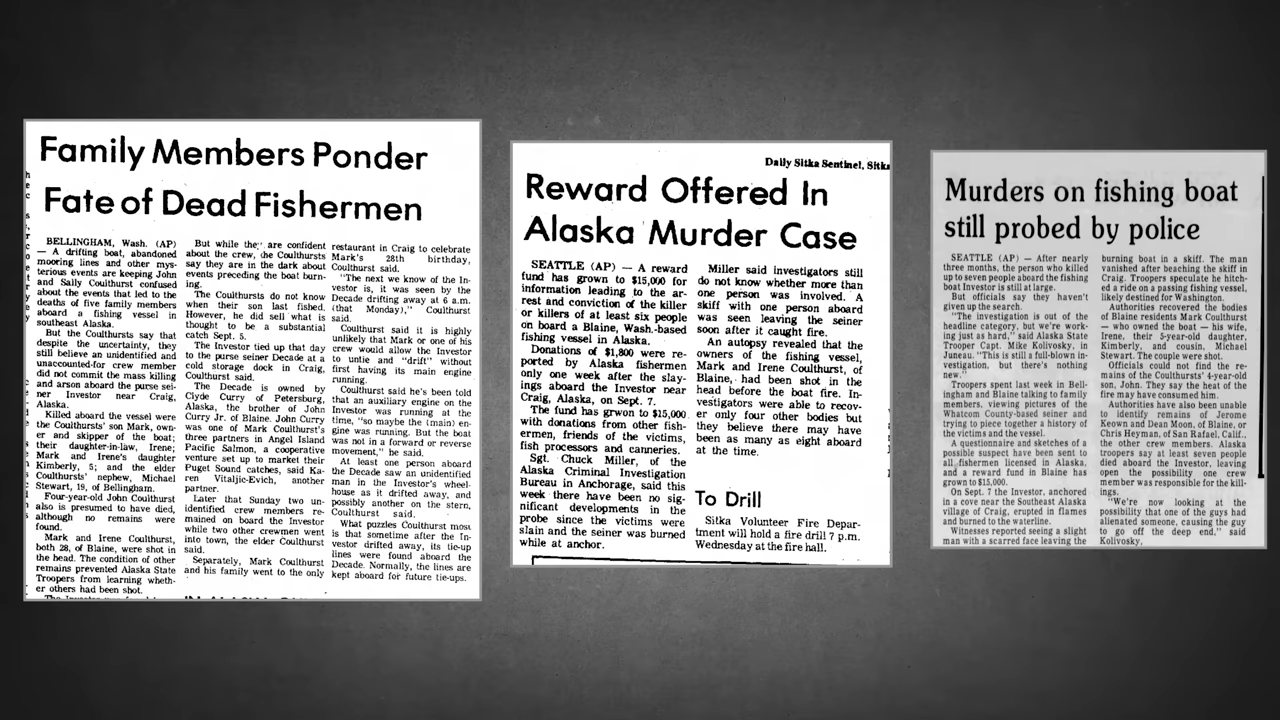 Family Members Ponder
Fate of Dead Fishermen
BELLINGHAM, Wash. (AP)
— A drifting boat, abandoned
mooring lines and other mys-
terious events are keeping John
and Sally Coulthurst confused
about the events that led to the
deaths of five family members
aboard a fishing vessel in
southeast Alaska.
But the Coulthursts say that
despite the uncertainty, they
still believe an unidentified and
unaccounted-for crew member
did not commit the mass killing
and arson aboard the purse sei-
ner Investor near Craig,
Alaska.
Killed aboard the vessel were
the Coulthursts' son Mark, own-
er and skipper of the boat;
their daughter-in-law, Irene;
Mark and Irene's daughter
Kimberly, 5; and the elder
Coulthursts' nephew, Michael
Stewart, 19, of Bellingham.
Four-year-old John Coulthurst
also is presumed to have died,
although no remains were
found.
Mark and Irene Coulthurst,
both 28, of Blaine, were shot in
the head. The condition of other
remains prevented Alaska State
Troopers from learning wheth-
er others had been shot.
But while they are confident
about the crew, the Coulthursts
say they are in the dark about
events preceding the boat burn-
ing.
The Coulthursts do not know
when their son last fished.
However, he did sell what is
thought to be a substantial
catch Sept. 5.
The Investor tied up that day
to the purse seiner Decade at a
cold storage dock in Craig,
Coulthurst said.
The Decade is owned by
Clyde Curry of Petersburg,
Alaska, the brother of John
Curry Jr. of Blaine. John Curry
was one of Mark Coulthurst's
three partners in Angel Island
Pacific Salmon, a cooperative
venture set up to market their
Puget Sound catches, said Ka-
ren Vitaljic-Evich, another
partner.
Later that Sunday two un-
identified crew members re-
mained on board the Investor
while two other crewmen went
into town, the elder Coulthurst
said.
Separately, Mark Coulthurst
and his family went to the only
restaurant in Craig to celebrate
Mark's 28th birthday,
Coulthurst said.
"The next we know of the In-
vestor is, it was seen by the
Decade drifting away at 6 a.m.
(that Monday)," Coulthurst
said.
Coulthurst said it is highly
unlikely that Mark or one of his
crew would allow the Investor
to untie and "drift" without
first having its main engine
running.
Coulthurst said he's been told
that an auxiliary engine on the
Investor was running at the
time, "so maybe the (main) en-
gine was running. But the boat
was not in a forward or reverse
movement," he said.
At least one person aboard
the Decade saw an unidentified
man in the Investor's wheel-
house as it drifted away, and
possibly another on the stern,
Coulthurst said.
What puzzles Coulthurst most
is that sometime after the In-
vestor drifted away, its tie-up
lines were found aboard the
Decade. Normally, the lines are
kept aboard for future tie-ups.
Daily Sitka Sentinel, Sitka
Reward Offered In
Alaska Murder Case
SEATTLE (AP) — A reward
fund has grown to $15,000 for
information leading to the ar-
rest and conviction of the killer
or killers of at least six people
on board a Blaine, Wash.-based
fishing vessel in Alaska.
Donations of $1,800 were re-
ported by Alaska fishermen
only one week after the slay-
ings aboard the Investor near
Craig, Alaska, on Sept. 7.
The fund has grwon to $15,000
with donations from other fish-
ermen, friends of the victims,
fish processors and canneries.
Sgt. Chuck Miller, of the
Alaska Criminal Investigation
Bureau in Anchorage, said this
week there have been no sig-
nificant developments in the
probe since the victims were
slain and the seiner was burned
while at anchor.
Miller said investigators still
do not know whether more than
one person was involved. A
skiff with one person aboard
was seen leaving the seiner
soon after it caught fire.
An autopsy revealed that the
owners of the fishing vessel,
Mark and Irene Coulthurst, of
Blaine, had been shot in the
head before the boat fire. In-
vestigators were able to recov-
er only four other bodies but
they believe there may have
been as many as eight aboard
at the time.
To Drill
Sitka Volunteer Fire Depar-
tment will hold a fire drill 7 p.m.
Wednesday at the fire hall.
Murders on fishing boat
still probed by police
SEATTLE (AP) — After nearly
three months, the person who killed
up to seven people aboard the fishing
boat Investor is still at large.
But officials say they haven't
given up the search.
"The investigation is out of the
headline category, but we're work-
ing just as hard," said Alaska State
Trooper Capt. Mike Kolivosky, in
Juneau. "This is still a full-blown in-
vestigation, but there's nothing
new."
Troopers spent last week in Bell-
ingham and Blaine talking to family
members, viewing pictures of the
Whatcom County-based seiner and
trying to piece together a history of
the victims and the vessel.
A questionnaire and sketches of a
possible suspect have been sent to
all fishermen licensed in Alaska,
and a reward fund in Blaine has
grown to $15,000.
On Sept. 7 the Investor, anchored
in a cove near the Southeast Alaska
village of Craig, erupted in flames
and burned to the waterline.
Witnesses reported seeing a slight
man with a scarred face leaving the
burning boat in a skiff. The man
vanished after beaching the skiff in
Craig. Troopers speculate he hitch-
ed a ride on a passing fishing vessel,
likely destined for Washington.
Authorities recovered the bodies
of Blaine residents Mark Coulthurst
— who owned the boat — his wife,
Irene, their 5-year-old daughter,
Kimberly, and cousin, Michael
Stewart. The couple were shot.
Officials could not find the re-
mains of the Coulthursts' 4-year-old
son, John. They say the heat of the
fire may have consumed him.
Authorities have also been unable
to identify remains of Jerome
Keown and Dean Moon, of Blaine, or
Chris Heyman, of San Rafael, Calif.,
the other crew members. Alaska
troopers say at least seven people
died aboard the Investor, leaving
open the possibility one crew
member was responsible for the kill-
ings.
"We're now looking at the
possibility that one of the guys had
alienated someone, causing the guy
to go off the deep end," said
Kolivosky.